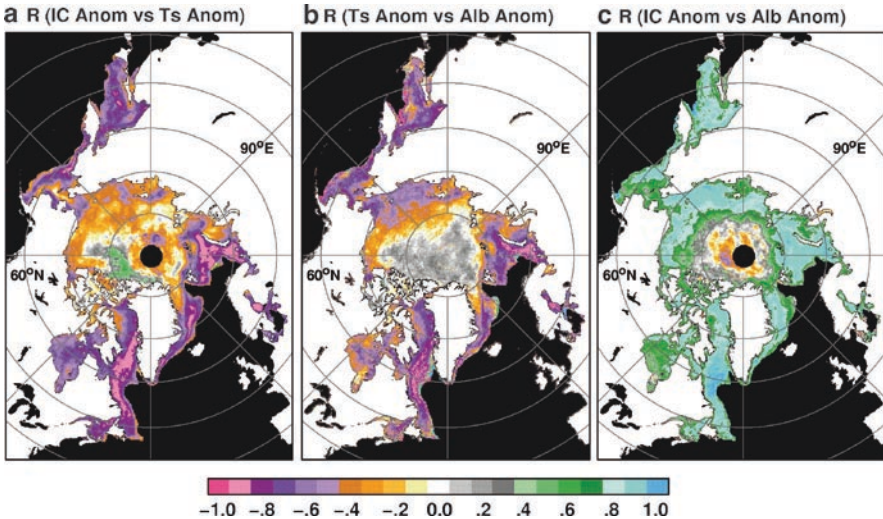 a R (IC Anom vs Ts Anom)
b R (Ts Anom vs Alb Anom)
c R (IC Anom vs Alb Anom)
90°E
90°E
90°E
60°N
60°N
60°N
−1.0 −.8 −.6 −.4 −.2 0.0 .2 .4 .6 .8 1.0